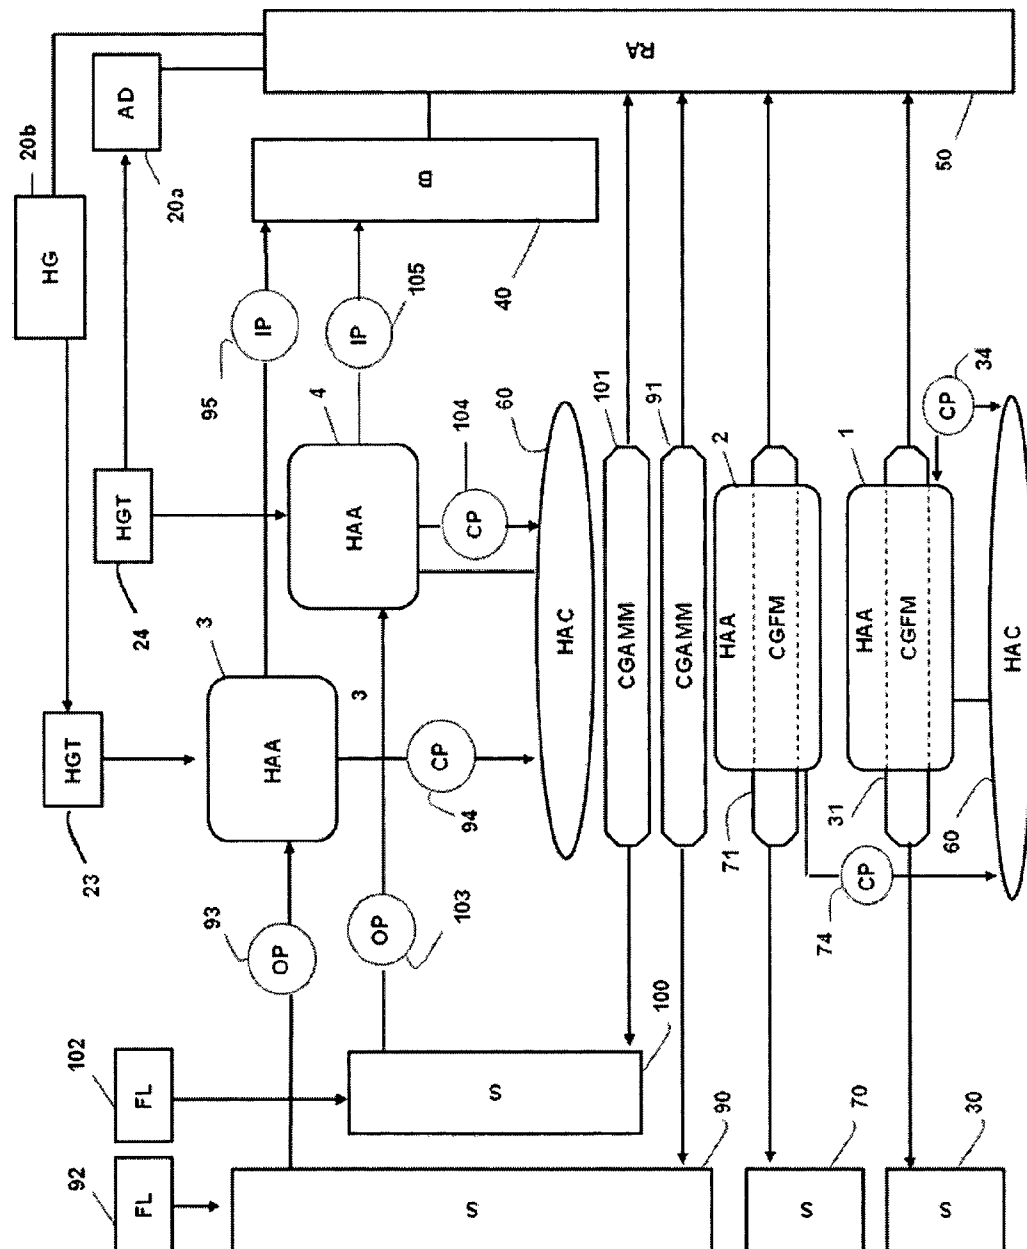 HG
20b
HGT
23
92
FL
102
FL
AD
20a
HGT
24
3
HAA
93
OP
95
IP
S
90
4
HAA
3
OP
103
IP
105
B
40
94
CP
CP
104
S
100
60
HAC
101
CGAMM
91
CGAMM
RA
50
71
HAA
2
CGFM
S
70
74
CP
31
HAA
1
CGFM
S
30
60
CP
34
HAC